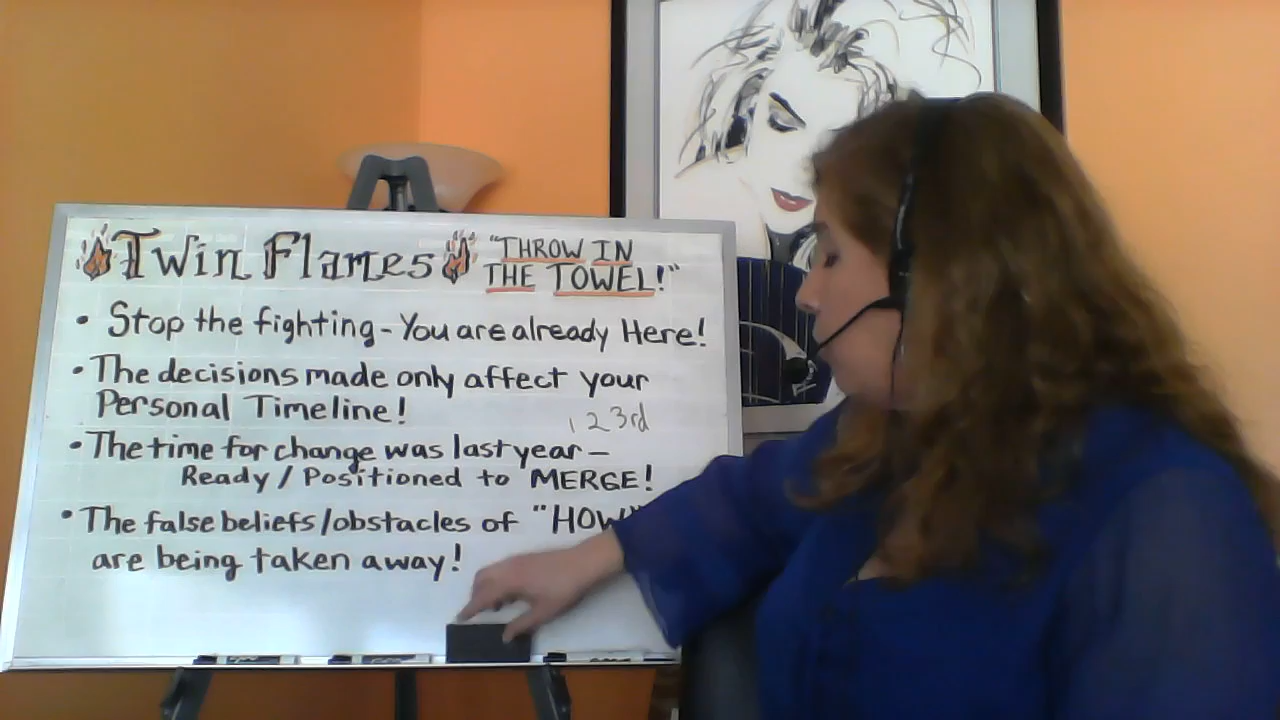 Twin Flames "THROW IN
THE TOWEL!"
• Stop the fighting - You are already Here!
• The decisions made only affect your
Personal Timeline!
1 2 3rd
• The time for change was last year -
Ready / Positioned to MERGE!
• The false beliefs/obstacles of "HOW"
are being taken away!